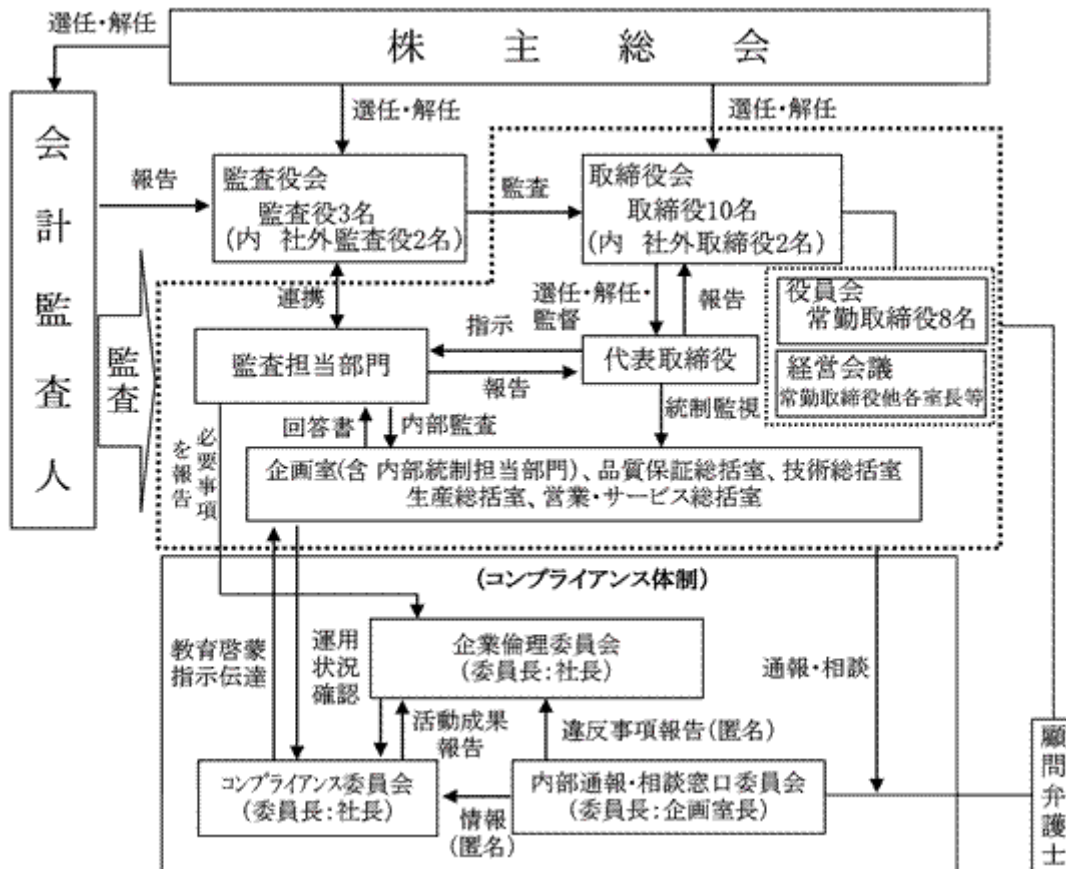 選任・解任
株主総会
選任・解任
選任・解任
会計監査人
報告
監査役会
監査役3名
(内 社外監査役2名)
監査
取締役会
取締役10名
(内 社外取締役2名)
連携
選任・解任・
監督
報告
役員会
常勤取締役8名
経営会議
常勤取締役他各室長等
監査
監査担当部門
指示
報告
代表取締役
回答書
内部監査
統制監視
必要事項
を報告
企画室(含 内部統制担当部門)、品質保証総括室、技術総括室
生産総括室、営業・サービス総括室
(コンプライアンス体制)
教育啓蒙
指示伝達
運用
状況
確認
企業倫理委員会
(委員長:社長)
通報・相談
活動成果
報告
違反事項報告(匿名)
コンプライアンス委員会
(委員長:社長)
情報
(匿名)
内部通報・相談窓口委員会
(委員長:企画室長)
顧問弁護士